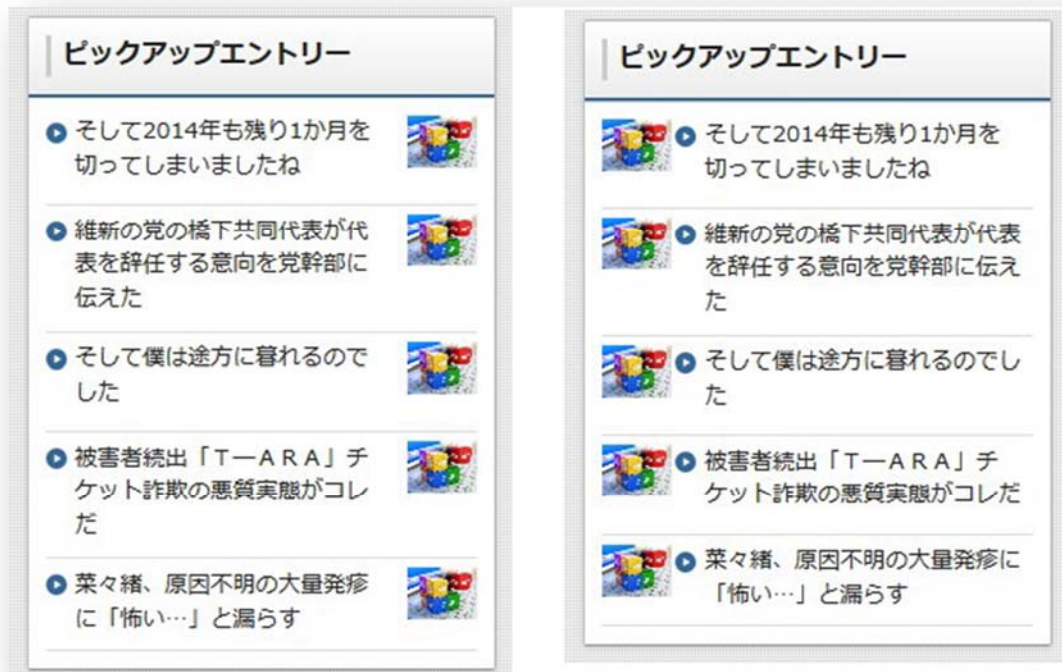 ピックアップエントリー
そして2014年も残り1か月を
切ってしまいましたね
維新の党の橋下共同代表が代
表を辞任する意向を党幹部に
伝えた
そして僕は途方に暮れるので
した
被害者続出「T―ＡＲＡ」チ
ケット詐欺の悪質実態がコレ
だ
菜々緒、原因不明の大量発疹
に「怖い…」と漏らす
ピックアップエントリー
そして2014年も残り1か月を
切ってしまいましたね
維新の党の橋下共同代表が代表
を辞任する意向を党幹部に伝え
た
そして僕は途方に暮れるのでし
た
被害者続出「T―ＡＲＡ」チ
ケット詐欺の悪質実態がコレだ
菜々緒、原因不明の大量発疹に
「怖い…」と漏らす